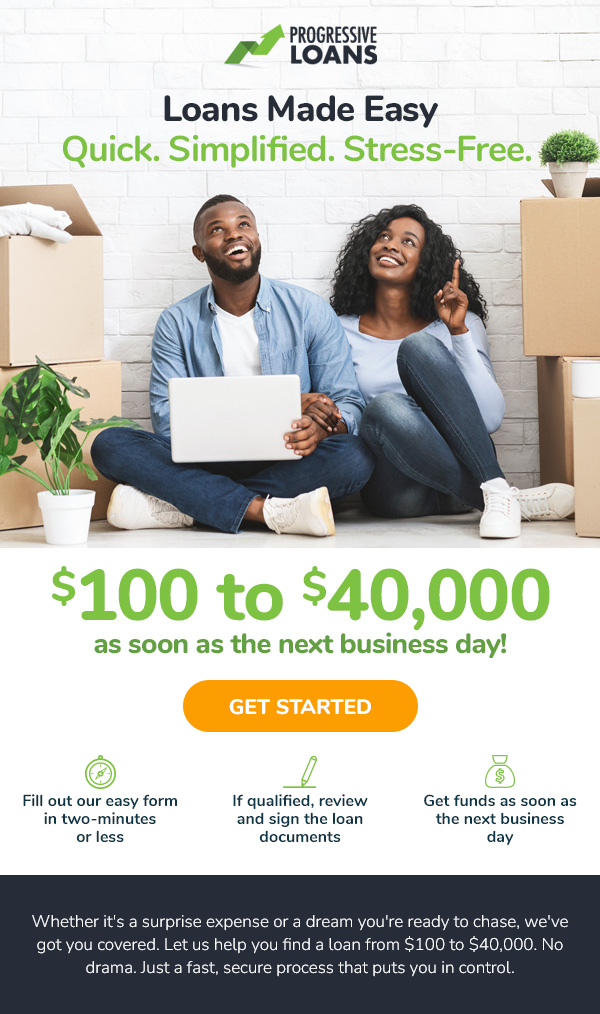 PROGRESSIVE
LOANS
Loans Made Easy
Quick. Simplified. Stress-Free.
$100 to $40,000
as soon as the next business day!
GET STARTED
Fill out our easy form
in two-minutes
or less
If qualified, review
and sign the loan
documents
Get funds as soon as
the next business
day
$
Whether it's a surprise expense or a dream you're ready to chase, we've
got you covered. Let us help you find a loan from $100 to $40,000. No
drama. Just a fast, secure process that puts you in control.